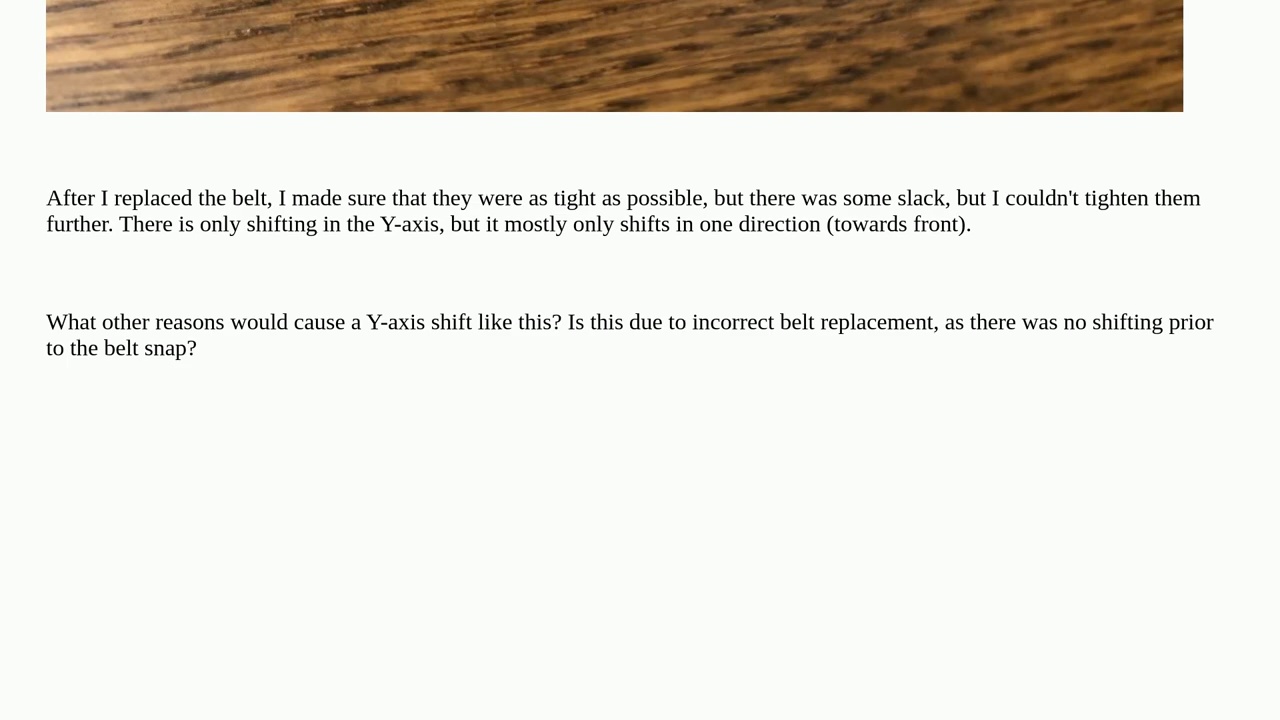 After I replaced the belt, I made sure that they were as tight as possible, but there was some slack, but I couldn't tighten them
further. There is only shifting in the Y-axis, but it mostly only shifts in one direction (towards front).
What other reasons would cause a Y-axis shift like this? Is this due to incorrect belt replacement, as there was no shifting prior
to the belt snap?